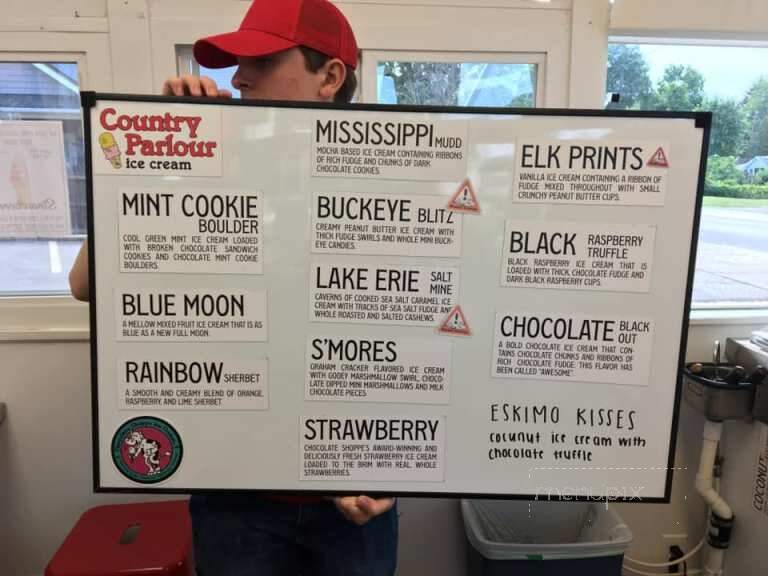 Country
Parlour
ice cream
MINT COOKIE
BOULDER
COOL GREEN MINT ICE CREAM LOADED
WITH BROKEN CHOCOLATE SANDWICH
COOKIES AND CHOCOLATE MINT COOKIE
BOULDERS.
BLUE MOON
A MELLOW MIXED FRUIT ICE CREAM THAT IS AS
BLUE AS A NEW FULL MOON.
RAINBOW SHERBET
A SMOOTH AND CREAMY BLEND OF ORANGE,
RASPBERRY, AND LIME SHERBET
MISSISSIPPI MUDD
MOCHA BASED ICE CREAM CONTAINING RIBBONS
OF RICH FUDGE AND CHUNKS OF DARK
CHOCOLATE COOKIES.
BUCKEYE BLITZ
CREAMY PEANUT BUTTER ICE CREAM WITH
THICK FUDGE SWIRLS AND WHOLE MINI BUCK-
EYE CANDIES.
LAKE ERIE SALT
MINE
CAVERNS OF COOKED SEA SALT CARAMEL ICE
CREAM WITH TRACKS OF SEA SALT FUDGE AND
WHOLE ROASTED AND SALTED CASHEWS.
S'MORES
GRAHAM CRACKER FLAVORED ICE CREAM
WITH GOOEY MARSHMALLOW SWIRL, CHOCO-
LATE DIPPED MINI MARSHMALLOWS AND MILK
CHOCOLATE PIECES
STRAWBERRY
CHOCOLATE SHOPPE'S AWARD-WINNING AND
DELICIOUSLY FRESH STRAWBERRY ICE CREAM
LOADED TO THE BRIM WITH REAL, WHOLE
STRAWBERRIES.
ELK PRINTS
VANILLA ICE CREAM CONTAINING A RIBBON OF
FUDGE MIXED THROUGHOUT WITH SMALL
CRUNCHY PEANUT BUTTER CUPS.
BLACK RASPBERRY
TRUFFLE
BLACK RASPBERRY ICE CREAM THAT IS
LOADED WITH THICK, CHOCOLATE FUDGE AND
DARK BLACK RASPBERRY CUPS.
CHOCOLATE BLACK
OUT
A BOLD CHOCOLATE ICE CREAM THAT CON-
TAINS CHOCOLATE CHUNKS AND RIBBONS OF
RICH CHOCOLATE FUDGE. THIS FLAVOR HAS
BEEN CALLED "AWESOME".
ESKIMO KISSES
cocunut ice cream with
chocolate truffle
menupix
COCONUT